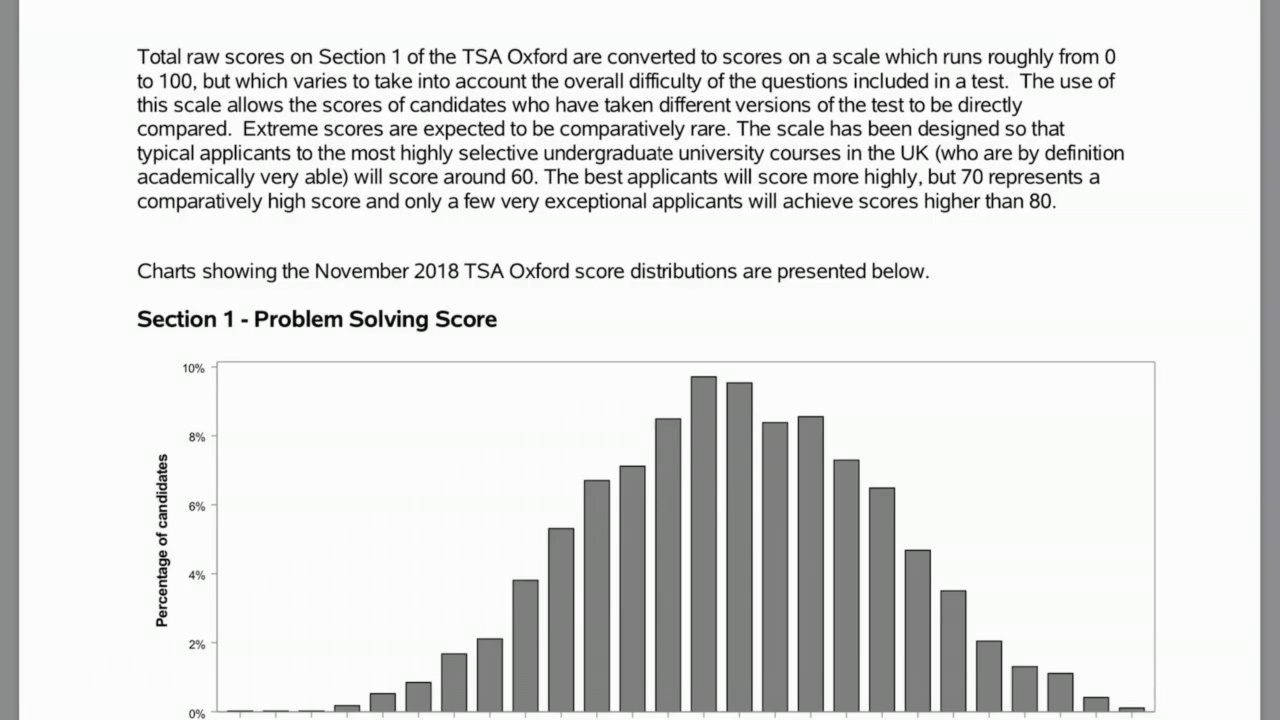 Total raw scores on Section 1 of the TSA Oxford are converted to scores on a scale which runs roughly from 0
to 100, but which varies to take into account the overall difficulty of the questions included in a test.  The use of
this scale allows the scores of candidates who have taken different versions of the test to be directly
compared.  Extreme scores are expected to be comparatively rare. The scale has been designed so that
typical applicants to the most highly selective undergraduate university courses in the UK (who are by definition
academically very able) will score around 60. The best applicants will score more highly, but 70 represents a
comparatively high score and only a few very exceptional applicants will achieve scores higher than 80.
Charts showing the November 2018 TSA Oxford score distributions are presented below.
Section 1 - Problem Solving Score
Percentage of candidates
10%
8%
6%
4%
2%
0%